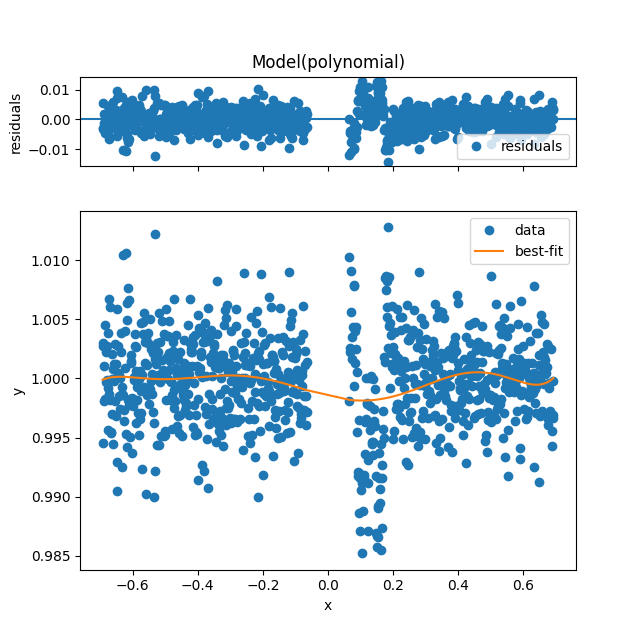 Model(polynomial)
residuals
0.01
0.00
−0.01
residuals
y
1.010
1.005
1.000
0.995
0.990
0.985
data
best-fit
−0.6
−0.4
−0.2
0.0
0.2
0.4
0.6
x